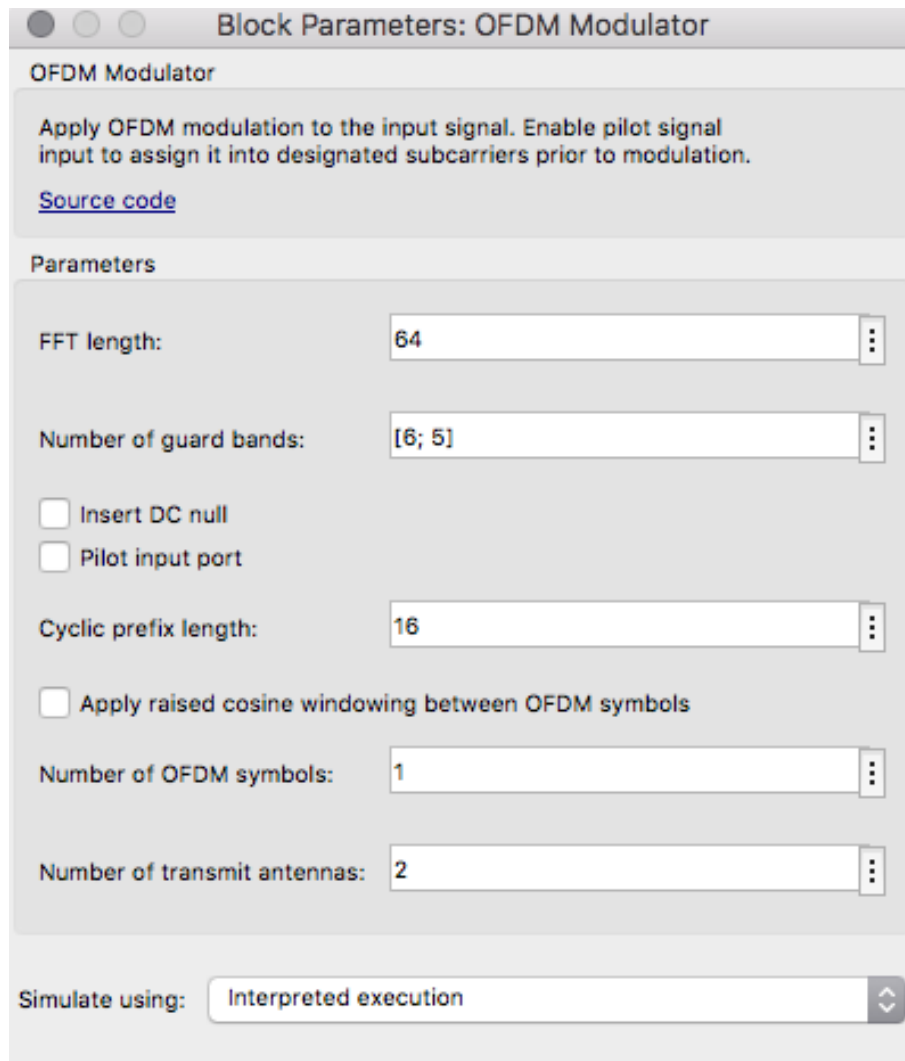 Block Parameters: OFDM Modulator
OFDM Modulator
Apply OFDM modulation to the input signal. Enable pilot signal
input to assign it into designated subcarriers prior to modulation.
Source code
Parameters
FFT length: 64
Number of guard bands: [6; 5]
Insert DC null
Pilot input port
Cyclic prefix length: 16
Apply raised cosine windowing between OFDM symbols
Number of OFDM symbols: 1
Number of transmit antennas: 2
Simulate using: Interpreted execution